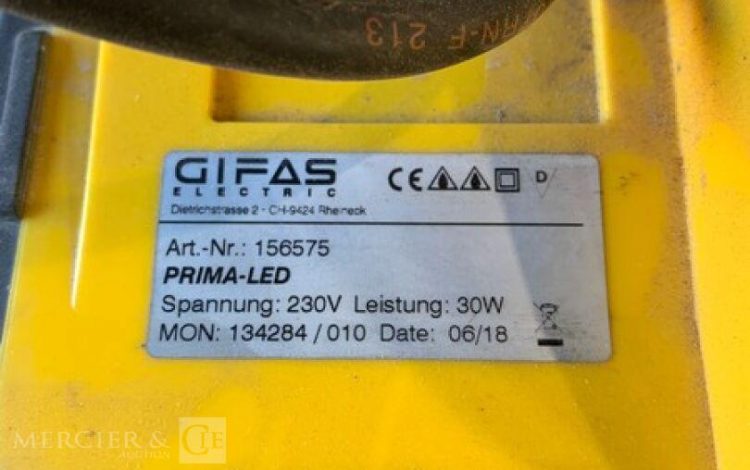 F 213
GIFAS
ELECTRIC
CE D
Dietrichstrasse 2 - CH-9424 Rheineck
Art.-Nr.: 156575
PRIMA-LED
Spannung: 230V Leistung: 30W
MON: 134284 / 010 Date: 06/18
MERCIER & CIE
AUCTION